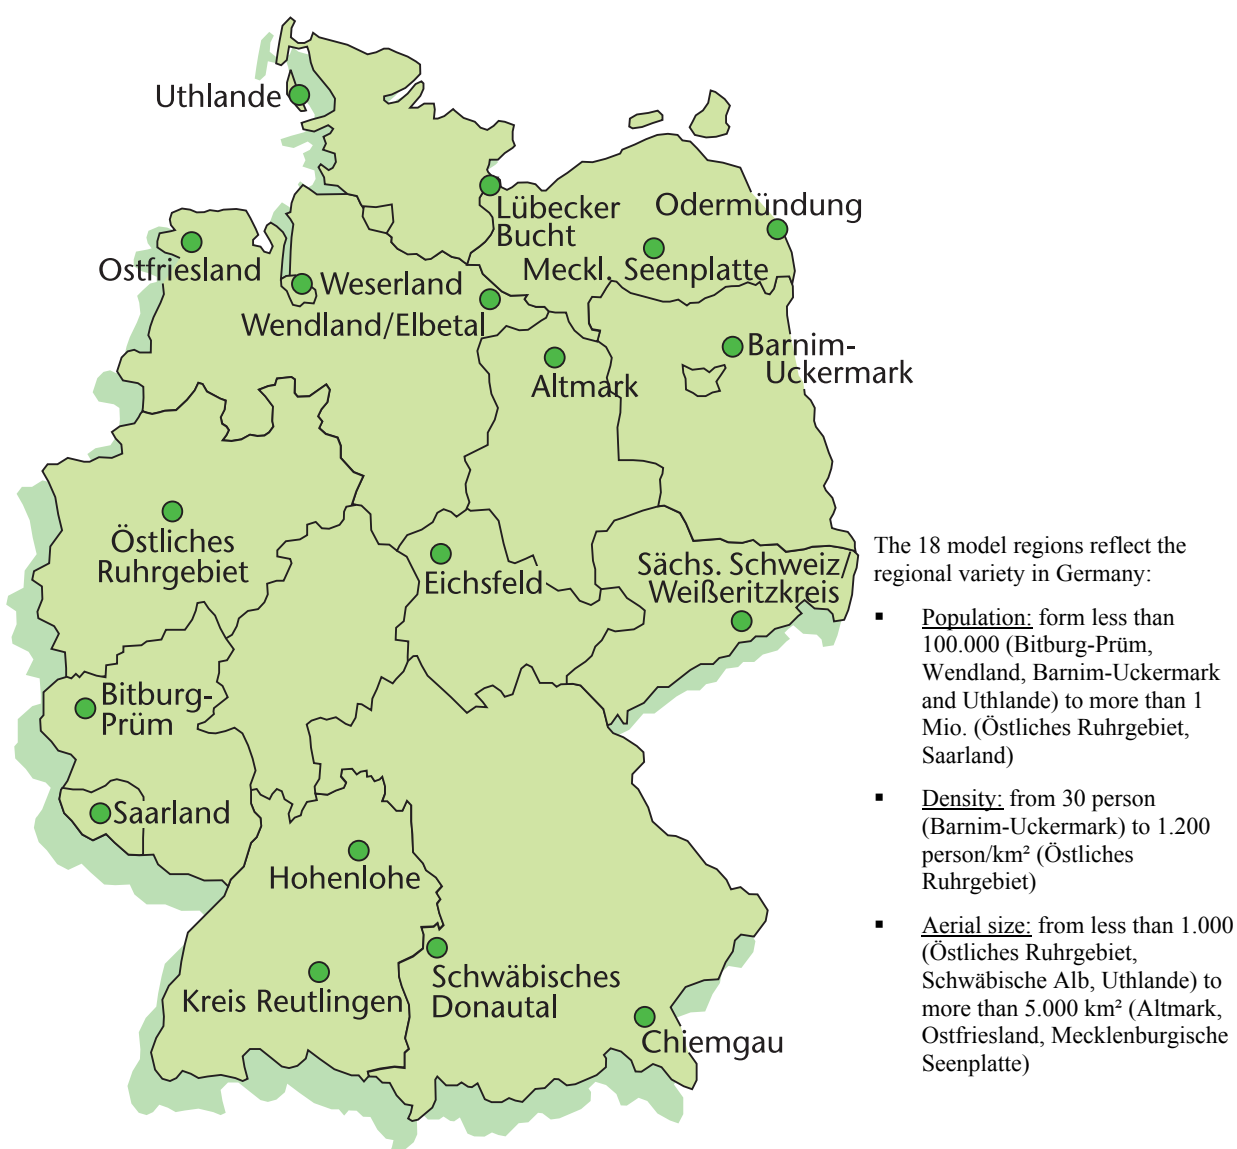 Uthlande
Lübecker
Bucht
Odermündung
Ostfriesland
Meckl. Seenplatte
Weserland
Wendland/Elbetal
Barnim-
Uckermark
Altmark
Östliches
Ruhrgebiet
Eichsfeld
Sächs. Schweiz/
Weißeritzkreis
Bitburg-
Prüm
Saarland
Hohenlohe
Kreis Reutlingen
Schwäbisches
Donautal
Chiemgau
The 18 model regions reflect the
regional variety in Germany:
▪ Population: form less than
100.000 (Bitburg-Prüm,
Wendland, Barnim-Uckermark
and Uthlande) to more than 1
Mio. (Östliches Ruhrgebiet,
Saarland)
▪ Density: from 30 person
(Barnim-Uckermark) to 1.200
person/km² (Östliches
Ruhrgebiet)
▪ Aerial size: from less than 1.000
(Östliches Ruhrgebiet,
Schwäbische Alb, Uthlande) to
more than 5.000 km² (Altmark,
Ostfriesland, Mecklenburgische
Seenplatte)